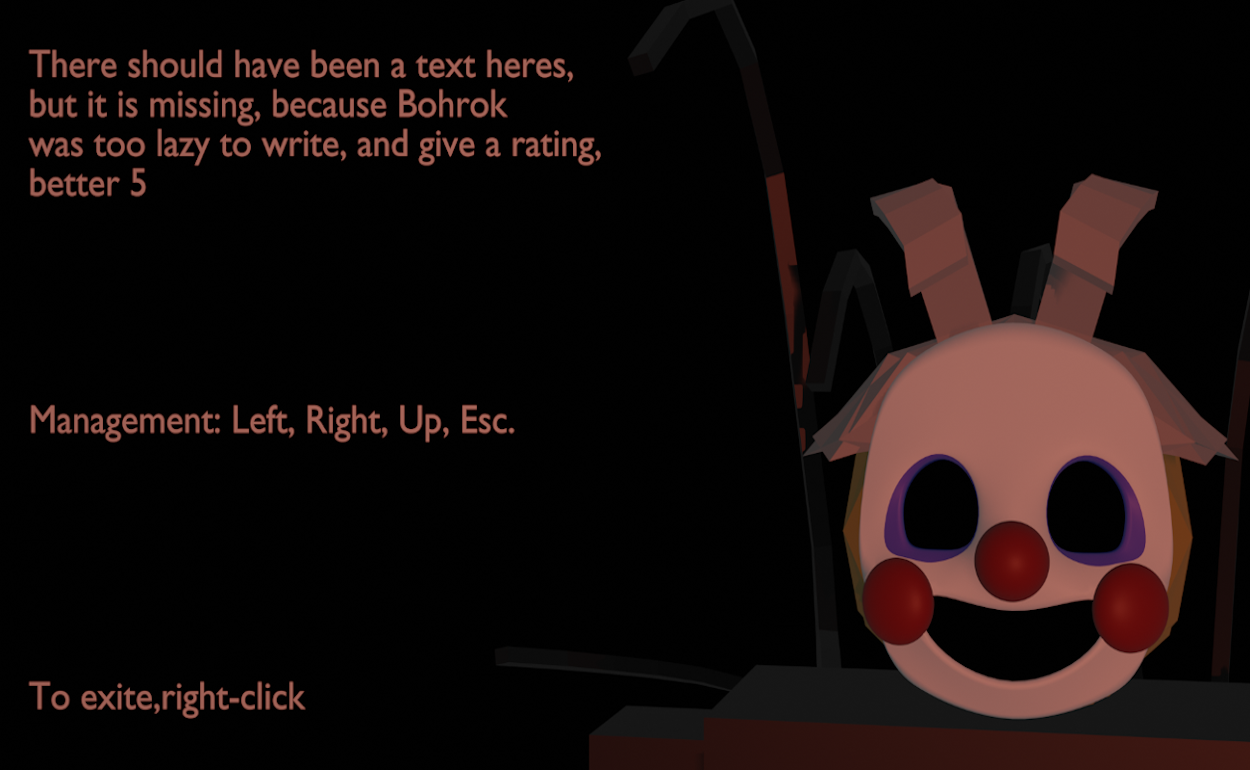 There should have been a text heres,
but it is missing, because Bohrok
was too lazy to write, and give a rating,
better 5
Management: Left, Right, Up, Esc.
To exite,right-click